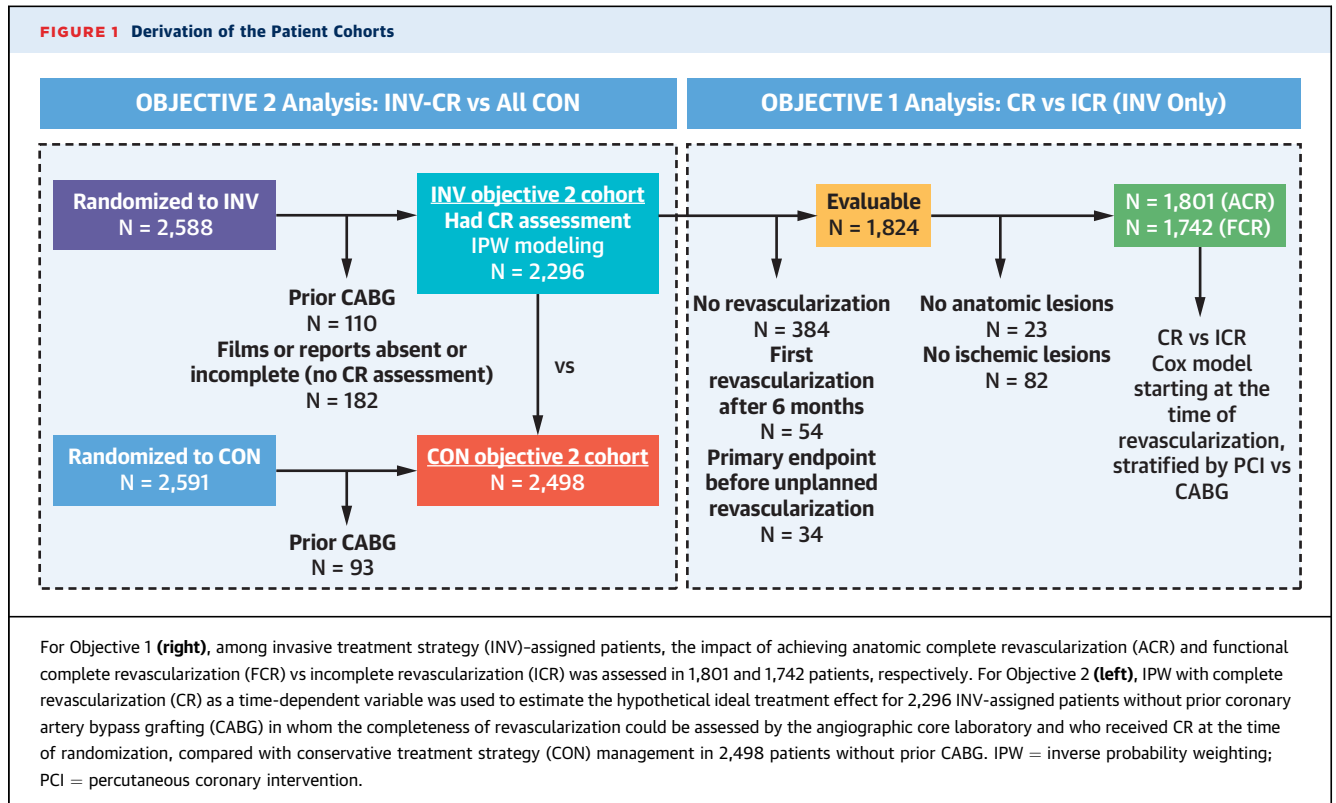 FIGURE 1 Derivation of the Patient Cohorts
OBJECTIVE 2 Analysis: INV-CR vs All CON
Randomized to INV
N = 2,588
INV objective 2 cohort
Had CR assessment
IPW modeling
N = 2,296
Prior CABG
N = 110
Films or reports absent or
incomplete (no CR assessment)
N = 182
vs
Randomized to CON
N = 2,591
CON objective 2 cohort
N = 2,498
Prior CABG
N = 93
OBJECTIVE 1 Analysis: CR vs ICR (INV Only)
Evaluable
N = 1,824
N = 1,801 (ACR)
N = 1,742 (FCR)
No revascularization
N = 384
First
revascularization
after 6 months
N = 54
Primary endpoint
before unplanned
revascularization
N = 34
No anatomic lesions
N = 23
No ischemic lesions
N = 82
CR vs ICR
Cox model
starting at the
time of
revascularization,
stratified by PCI vs
CABG
For Objective 1 (right), among invasive treatment strategy (INV)-assigned patients, the impact of achieving anatomic complete revascularization (ACR) and functional
complete revascularization (FCR) vs incomplete revascularization (ICR) was assessed in 1,801 and 1,742 patients, respectively. For Objective 2 (left), IPW with complete
revascularization (CR) as a time-dependent variable was used to estimate the hypothetical ideal treatment effect for 2,296 INV-assigned patients without prior coronary
artery bypass grafting (CABG) in whom the completeness of revascularization could be assessed by the angiographic core laboratory and who received CR at the time
of randomization, compared with conservative treatment strategy (CON) management in 2,498 patients without prior CABG. IPW = inverse probability weighting;
PCI = percutaneous coronary intervention.